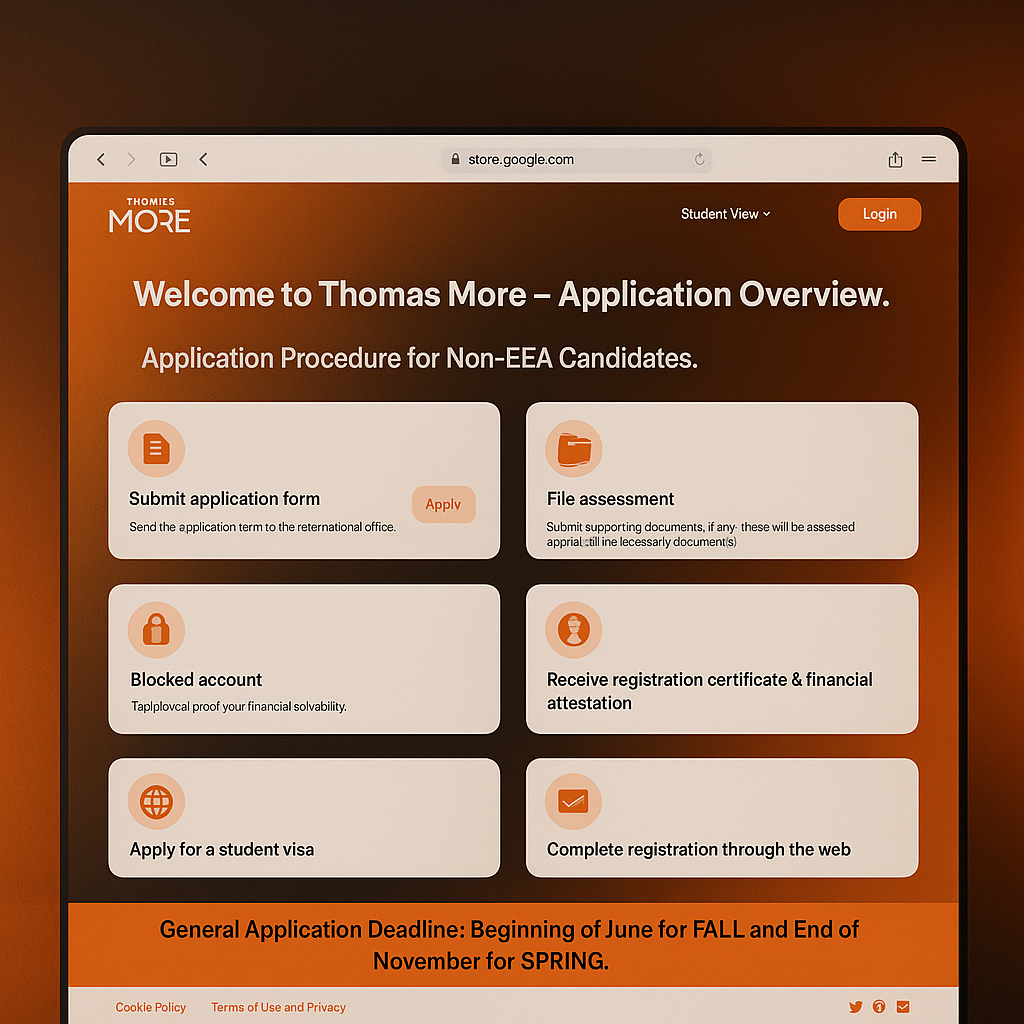 store.google.com
THOMIES
MORE
Student View
Login
Welcome to Thomas More – Application Overview.
Application Procedure for Non-EEA Candidates.
Submit application form
Apply
Send the application term to the reternational office.
File assessment
Submit supporting documents, if any· these will be assessed
apprial still ine lecessarly document(s)
Blocked account
Taplplovcal proof your financial solvability.
Receive registration certificate & financial
attestation
Apply for a student visa
Complete registration through the web
General Application Deadline: Beginning of June for FALL and End of
November for SPRING.
Cookie Policy
Terms of Use and Privacy